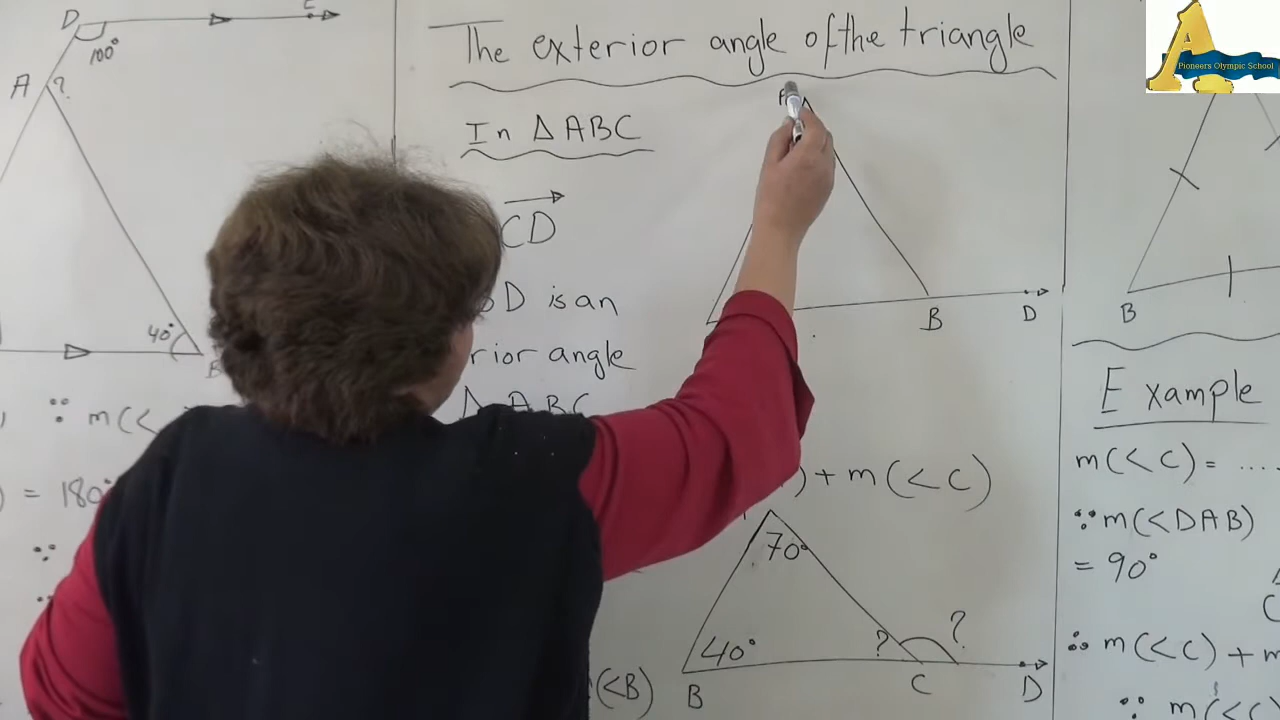 D
E
100°
A
?
40°
∵ m(<
= 180°
∵
The exterior angle of the triangle
In △ABC
CD
D is an
rior angle
△ ABC
) + m(<C)
A
B
D
70°
40°
?
?
B
C
D
(<B)
Pioneers Olympic School
B
Example
m(<C) = ....
∵ m(<DAB)
= 90°
C
∴ m(<C) + m
∵ m(<C)